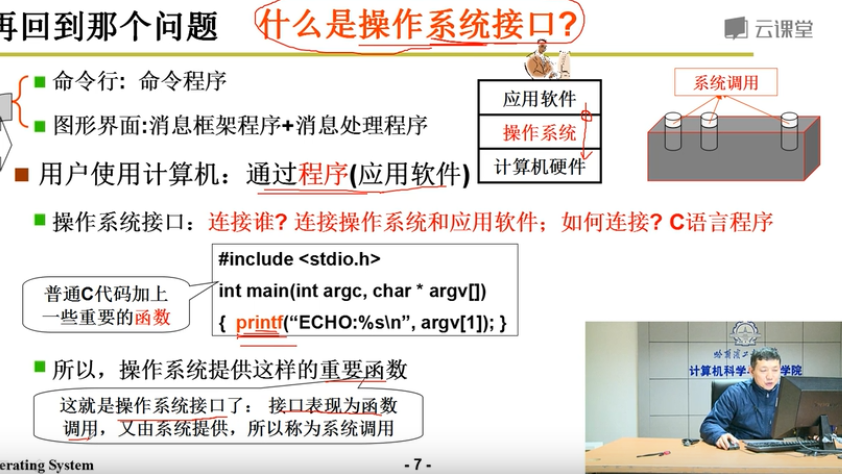 再回到那个问题
什么是操作系统接口?
云课堂
命令行: 命令程序
图形界面:消息框架程序+消息处理程序
应用软件
操作系统
计算机硬件
系统调用
用户使用计算机：通过程序(应用软件)
操作系统接口：连接谁? 连接操作系统和应用软件；如何连接? C语言程序
普通C代码加上
一些重要的函数
#include <stdio.h>
int main(int argc, char * argv[])
{ printf(“ECHO:%s\n”, argv[1]); }
所以，操作系统提供这样的重要函数
这就是操作系统接口了： 接口表现为函数
调用，又由系统提供，所以称为系统调用
计算机科学
学院
erating System
- 7 -